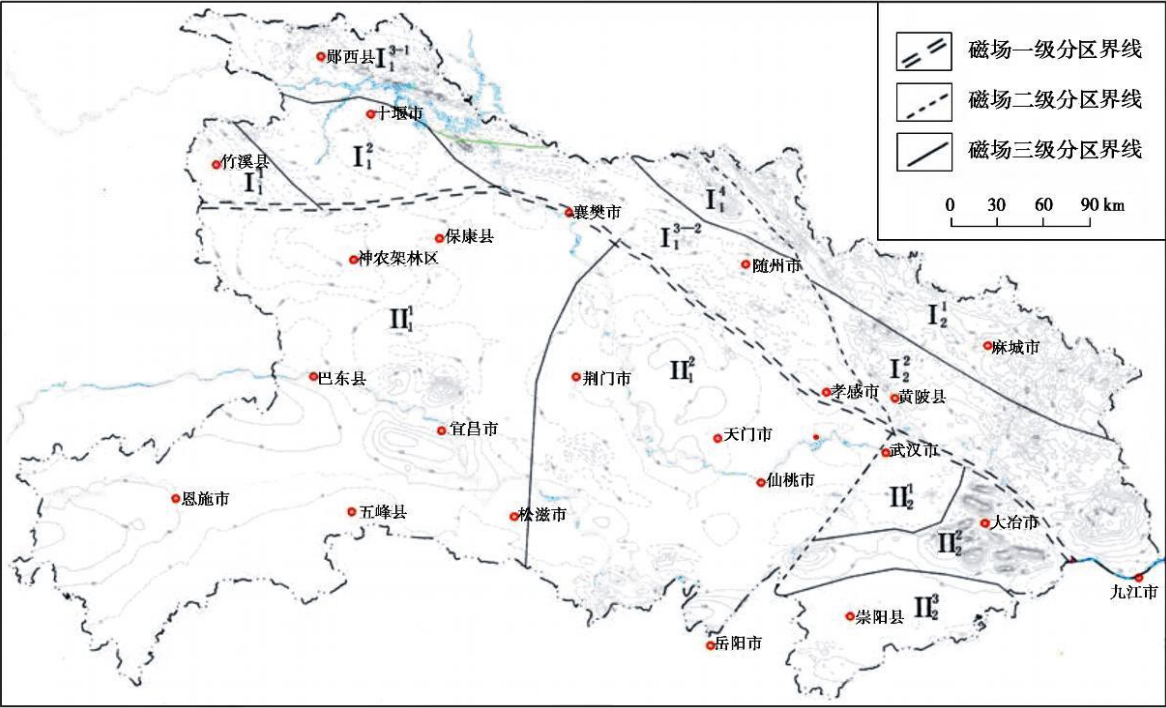 郧西县
I₁³⁻¹
磁场一级分区界线
十堰市
磁场二级分区界线
竹溪县
I₁¹
I₁²
磁场三级分区界线
0 30 60 90 km
I₁⁴
襄樊市
I₁³⁻²
保康县
神农架林区
随州市
II₁¹
I₂¹
麻城市
巴东县
荆门市
II₁²
I₂²
孝感市
黄陂县
宜昌市
天门市
武汉市
恩施市
仙桃市
II₂¹
五峰县
松滋市
大冶市
II₂²
九江市
崇阳县
II₂³
岳阳市